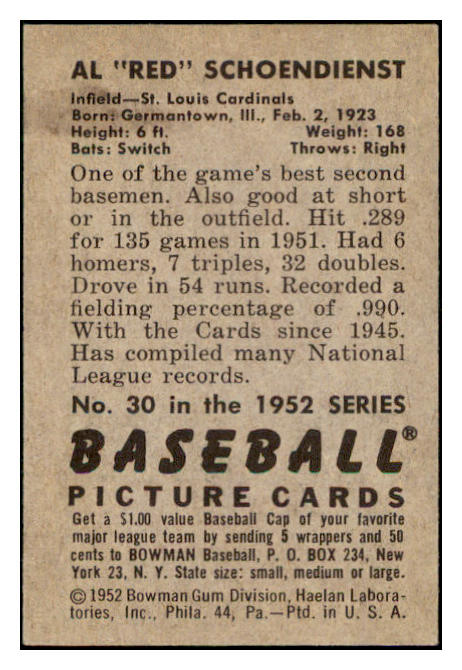 AL "RED" SCHOENDIENST
Infield—St. Louis Cardinals
Born: Germantown, Ill., Feb. 2, 1923
Height: 6 ft. Weight: 168
Bats: Switch Throws: Right
One of the game's best second
basemen. Also good at short
or in the outfield. Hit .289
for 135 games in 1951. Had 6
homers, 7 triples, 32 doubles.
Drove in 54 runs. Recorded a
fielding percentage of .990.
With the Cards since 1945.
Has compiled many National
League records.
No. 30 in the 1952 SERIES
BASEBALL®
PICTURE CARDS
Get a $1.00 value Baseball Cap of your favorite
major league team by sending 5 wrappers and 50
cents to BOWMAN Baseball, P. O. BOX 234, New
York 23, N. Y. State size: small, medium or large.
©1952 Bowman Gum Division, Haelan Labora-
tories, Inc., Phila. 44, Pa.—Ptd. in U. S. A.